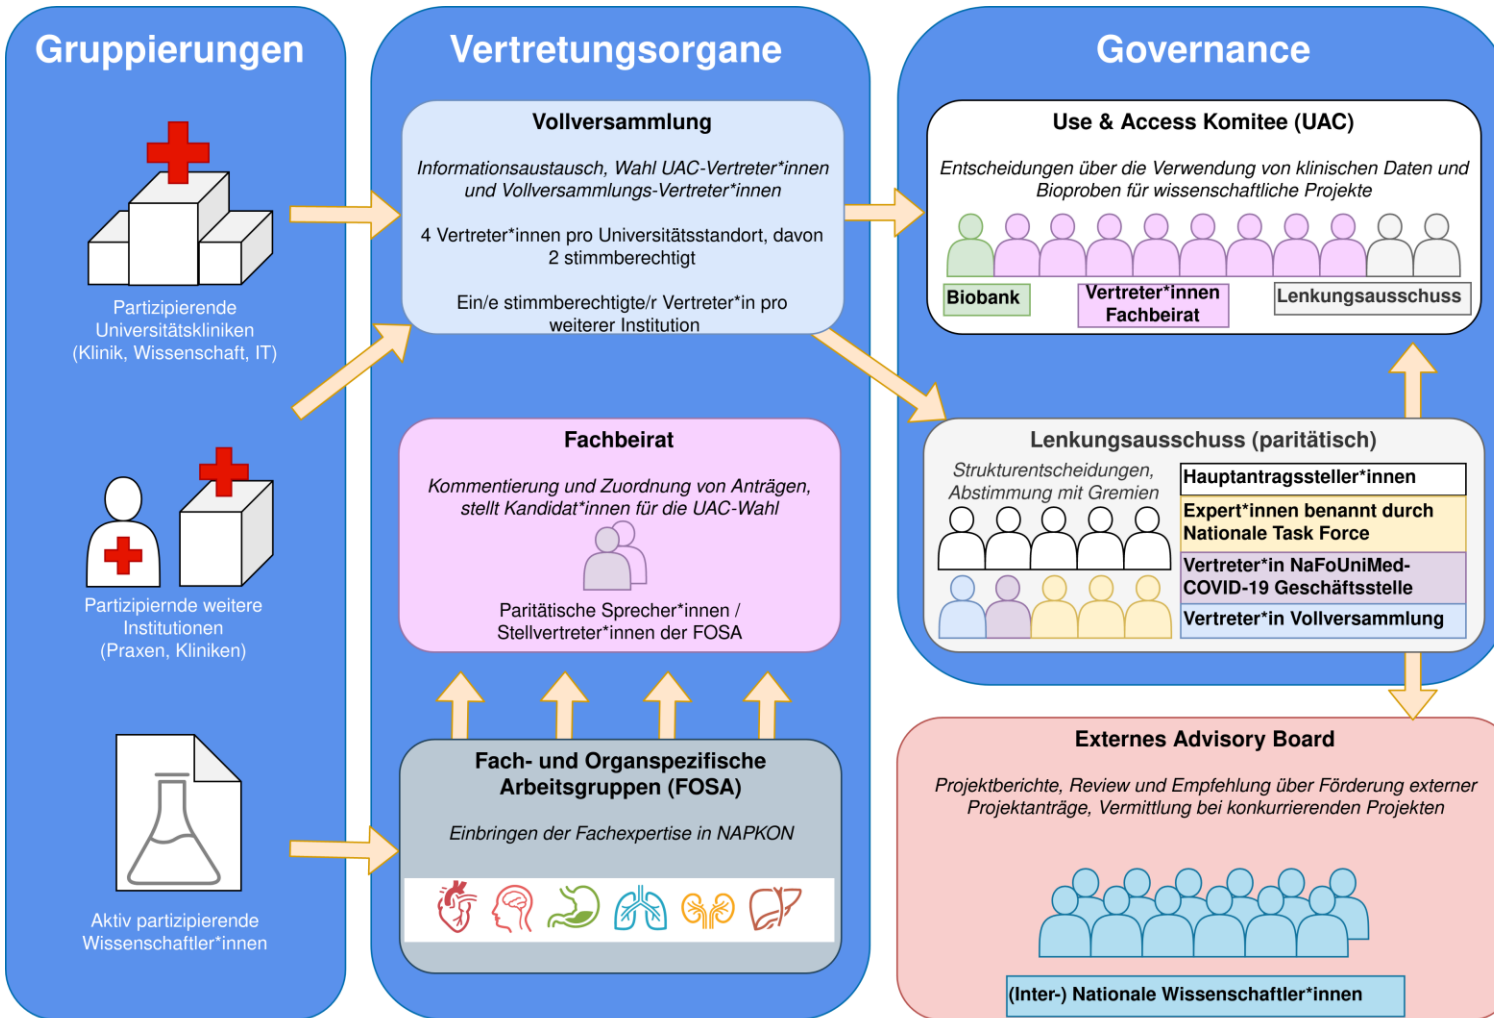 Gruppierungen
Partizipierende
Universitätskliniken
(Klinik, Wissenschaft, IT)
Partizipiernde weitere
Institutionen
(Praxen, Kliniken)
Aktiv partizipierende
Wissenschaftler*innen
Vertretungsorgane
Vollversammlung
Informationsaustausch, Wahl UAC-Vertreter*innen
und Vollversammlungs-Vertreter*innen
4 Vertreter*innen pro Universitätsstandort, davon
2 stimmberechtigt
Ein/e stimmberechtigte/r Vertreter*in pro
weiterer Institution
Fachbeirat
Kommentierung und Zuordnung von Anträgen,
stellt Kandidat*innen für die UAC-Wahl
Paritätische Sprecher*innen /
Stellvertreter*innen der FOSA
Fach- und Organspezifische
Arbeitsgruppen (FOSA)
Einbringen der Fachexpertise in NAPKON
Governance
Use & Access Komitee (UAC)
Entscheidungen über die Verwendung von klinischen Daten und
Bioproben für wissenschaftliche Projekte
Biobank
Vertreter*innen
Fachbeirat
Lenkungsausschuss
Lenkungsausschuss (paritätisch)
Strukturentscheidungen,
Abstimmung mit Gremien
Hauptantragssteller*innen
Expert*innen benannt durch
Nationale Task Force
Vertreter*in NaFoUniMed-
COVID-19 Geschäftsstelle
Vertreter*in Vollversammlung
Externes Advisory Board
Projektberichte, Review und Empfehlung über Förderung externer
Projektanträge, Vermittlung bei konkurrierenden Projekten
(Inter-) Nationale Wissenschaftler*innen